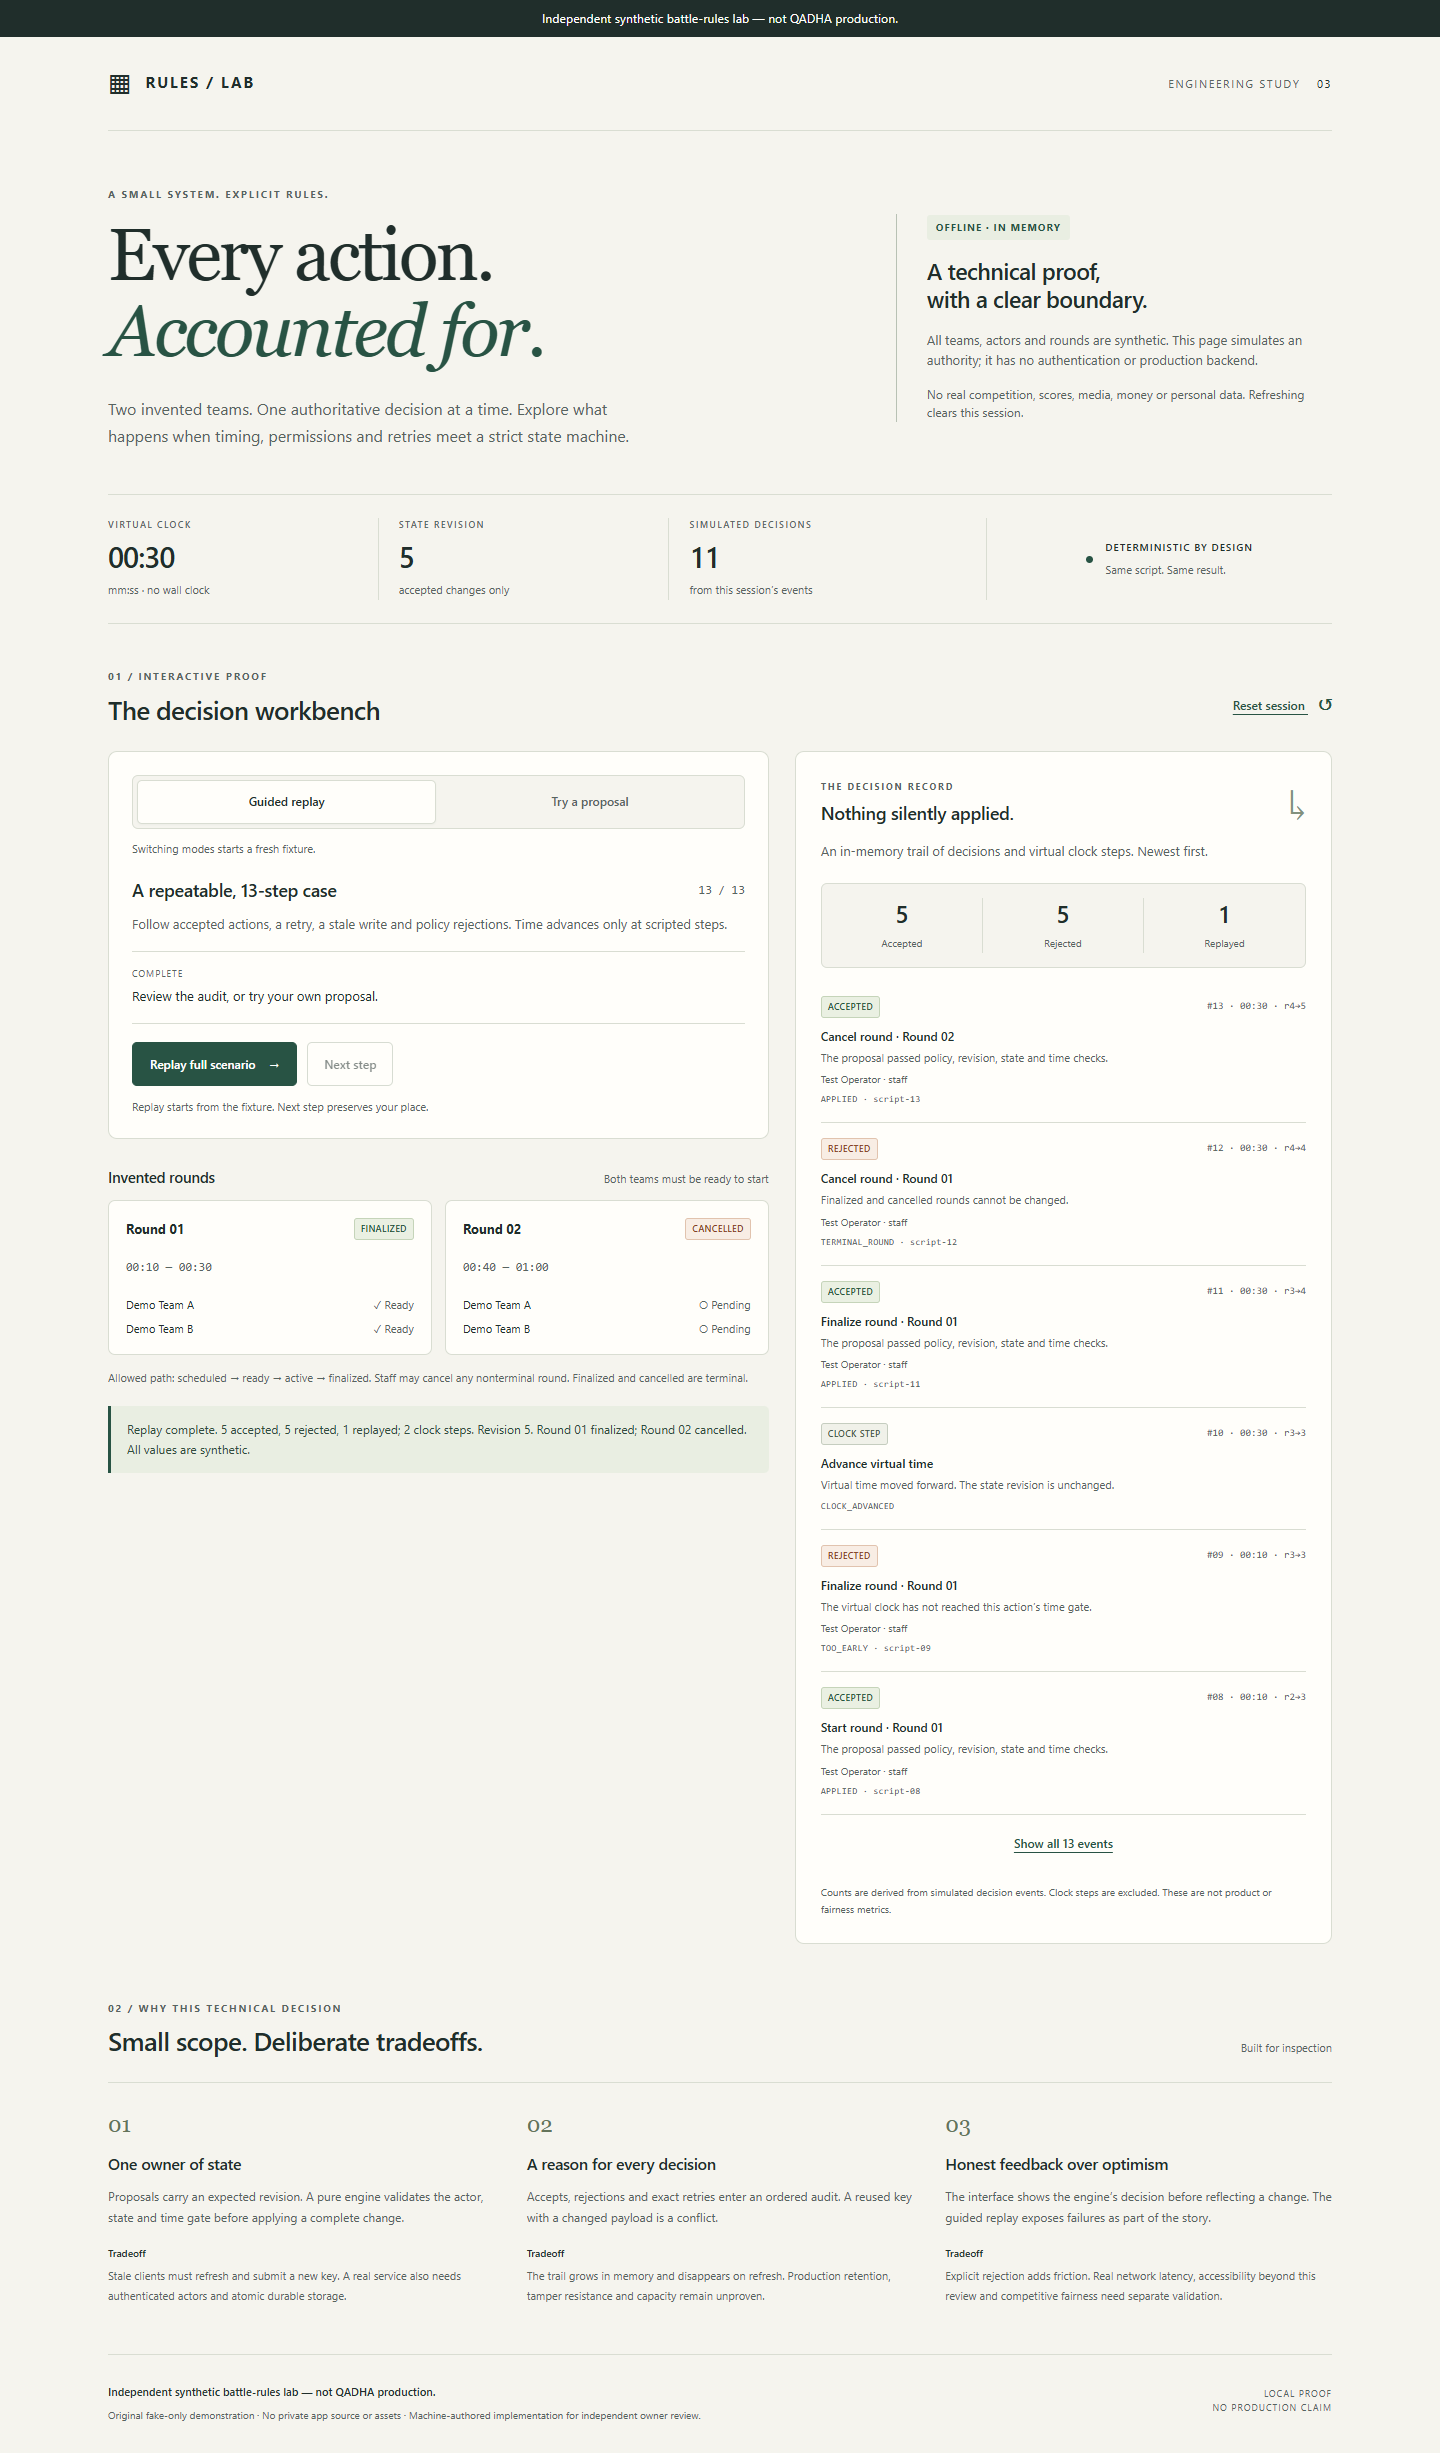 Independent synthetic battle-rules lab — not QADHA production.
RULES / LAB
ENGINEERING STUDY 03
A SMALL SYSTEM. EXPLICIT RULES.
Every action.
Accounted for.
Two invented teams. One authoritative decision at a time. Explore what
happens when timing, permissions and retries meet a strict state machine.
OFFLINE · IN MEMORY
A technical proof,
with a clear boundary.
All teams, actors and rounds are synthetic. This page simulates an
authority; it has no authentication or production backend.
No real competition, scores, media, money or personal data. Refreshing
clears this session.
VIRTUAL CLOCK
00:30
mm:ss · no wall clock
STATE REVISION
5
accepted changes only
SIMULATED DECISIONS
11
from this session's events
DETERMINISTIC BY DESIGN
Same script. Same result.
01 / INTERACTIVE PROOF
The decision workbench
Reset session ↺
Guided replay
Try a proposal
Switching modes starts a fresh fixture.
A repeatable, 13-step case
13 / 13
Follow accepted actions, a retry, a stale write and policy rejections. Time advances only at scripted steps.
COMPLETE
Review the audit, or try your own proposal.
Replay full scenario →
Next step
Replay starts from the fixture. Next step preserves your place.
Invented rounds
Both teams must be ready to start
Round 01
FINALIZED
00:10 — 00:30
Demo Team A
✓ Ready
Demo Team B
✓ Ready
Round 02
CANCELLED
00:40 — 01:00
Demo Team A
○ Pending
Demo Team B
○ Pending
Allowed path: scheduled → ready → active → finalized. Staff may cancel any nonterminal round. Finalized and cancelled are terminal.
Replay complete. 5 accepted, 5 rejected, 1 replayed; 2 clock steps. Revision 5. Round 01 finalized; Round 02 cancelled.
All values are synthetic.
THE DECISION RECORD
Nothing silently applied.
↳
An in-memory trail of decisions and virtual clock steps. Newest first.
5
Accepted
5
Rejected
1
Replayed
ACCEPTED
#13 · 00:30 · r4→5
Cancel round · Round 02
The proposal passed policy, revision, state and time checks.
Test Operator · staff
APPLIED · script-13
REJECTED
#12 · 00:30 · r4→4
Cancel round · Round 01
Finalized and cancelled rounds cannot be changed.
Test Operator · staff
TERMINAL_ROUND · script-12
ACCEPTED
#11 · 00:30 · r3→4
Finalize round · Round 01
The proposal passed policy, revision, state and time checks.
Test Operator · staff
APPLIED · script-11
CLOCK STEP
#10 · 00:30 · r3→3
Advance virtual time
Virtual time moved forward. The state revision is unchanged.
CLOCK_ADVANCED
REJECTED
#09 · 00:10 · r3→3
Finalize round · Round 01
The virtual clock has not reached this action's time gate.
Test Operator · staff
TOO_EARLY · script-09
ACCEPTED
#08 · 00:10 · r2→3
Start round · Round 01
The proposal passed policy, revision, state and time checks.
Test Operator · staff
APPLIED · script-08
Show all 13 events
Counts are derived from simulated decision events. Clock steps are excluded. These are not product or
fairness metrics.
02 / WHY THIS TECHNICAL DECISION
Small scope. Deliberate tradeoffs.
Built for inspection
01
One owner of state
Proposals carry an expected revision. A pure engine validates the actor,
state and time gate before applying a complete change.
Tradeoff
Stale clients must refresh and submit a new key. A real service also needs
authenticated actors and atomic durable storage.
02
A reason for every decision
Accepts, rejections and exact retries enter an ordered audit. A reused key
with a changed payload is a conflict.
Tradeoff
The trail grows in memory and disappears on refresh. Production retention,
tamper resistance and capacity remain unproven.
03
Honest feedback over optimism
The interface shows the engine's decision before reflecting a change. The
guided replay exposes failures as part of the story.
Tradeoff
Explicit rejection adds friction. Real network latency, accessibility beyond this
review and competitive fairness need separate validation.
Independent synthetic battle-rules lab — not QADHA production.
Original fake-only demonstration · No private app source or assets · Machine-authored implementation for independent owner review.
LOCAL PROOF
NO PRODUCTION CLAIM